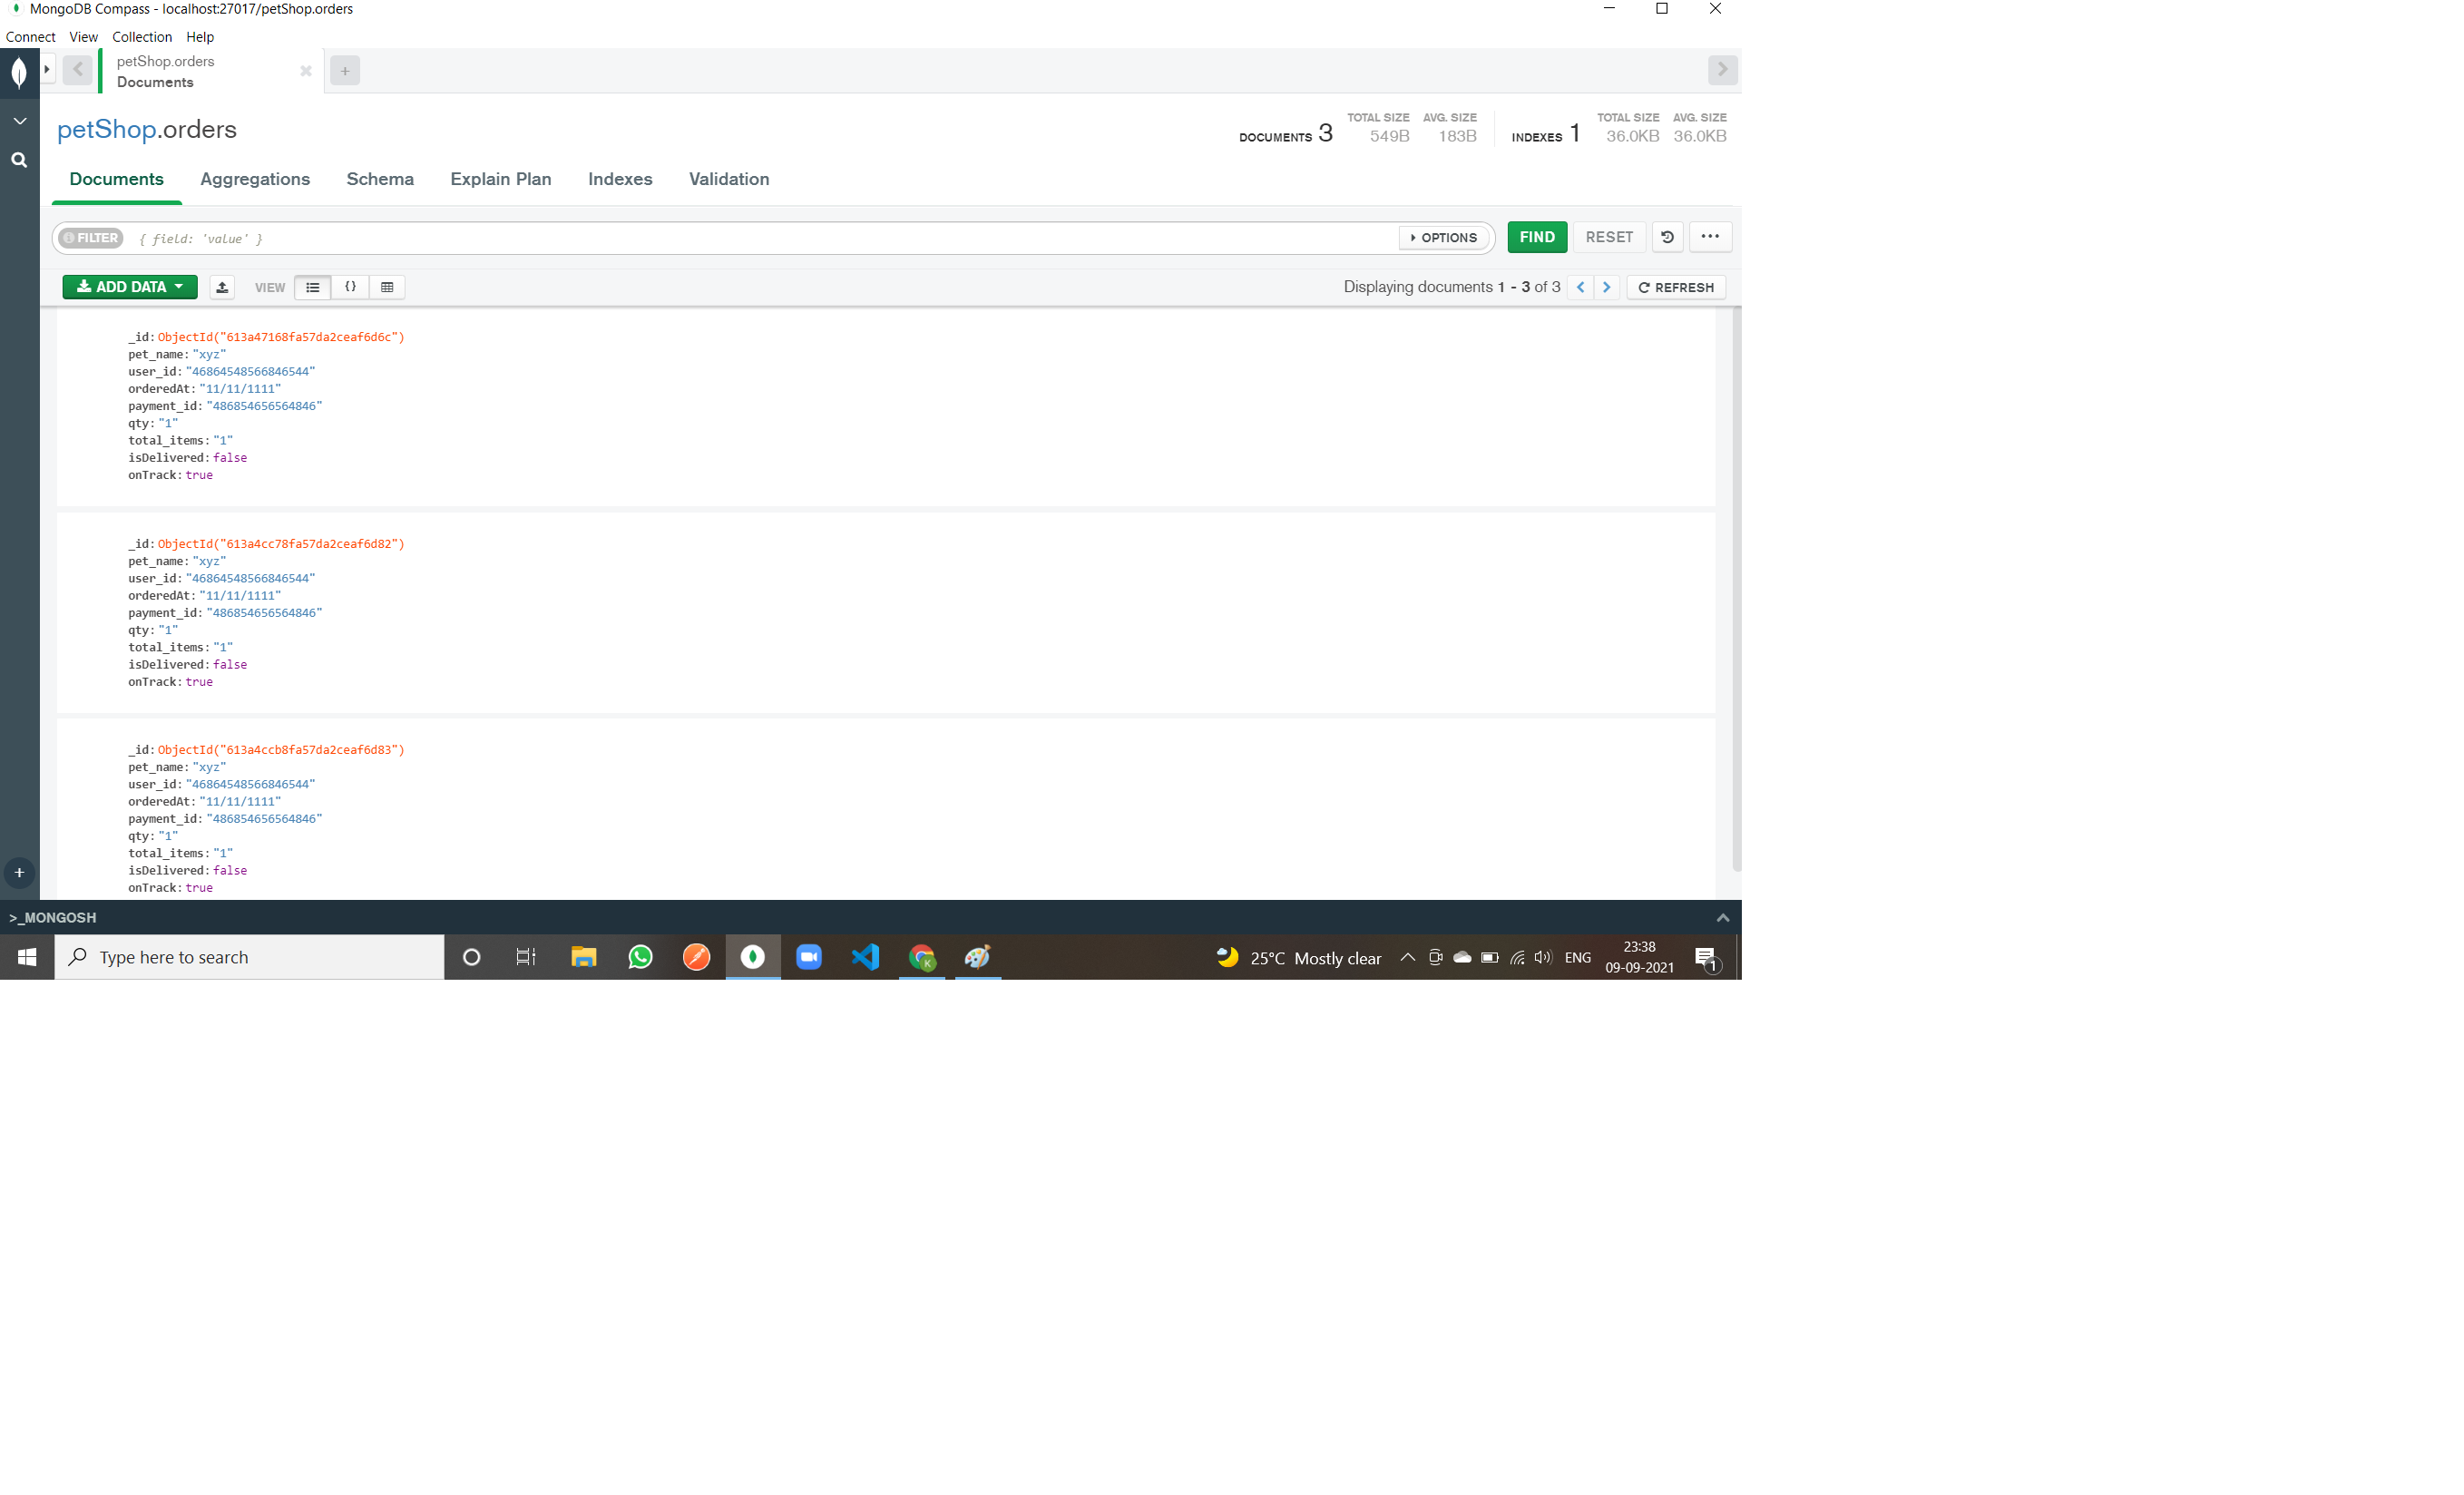 MongoDB Compass - localhost:27017/petShop.orders
Connect View Collection Help
petShop.orders
Documents
petShop.orders
DOCUMENTS 3 TOTAL SIZE 549B AVG. SIZE 183B INDEXES 1 TOTAL SIZE 36.0KB AVG. SIZE 36.0KB
Documents Aggregations Schema Explain Plan Indexes Validation
FILTER { field: 'value' } OPTIONS FIND RESET
ADD DATA VIEW {} Displaying documents 1 - 3 of 3 REFRESH
_id: ObjectId("613a47168fa57da2ceaf6d6c")
pet_name: "xyz"
user_id: "46864548566846544"
orderedAt: "11/11/1111"
payment_id: "486854656564846"
qty: "1"
total_items: "1"
isDelivered: false
onTrack: true
_id: ObjectId("613a4cc78fa57da2ceaf6d82")
pet_name: "xyz"
user_id: "46864548566846544"
orderedAt: "11/11/1111"
payment_id: "486854656564846"
qty: "1"
total_items: "1"
isDelivered: false
onTrack: true
_id: ObjectId("613a4ccb8fa57da2ceaf6d83")
pet_name: "xyz"
user_id: "46864548566846544"
orderedAt: "11/11/1111"
payment_id: "486854656564846"
qty: "1"
total_items: "1"
isDelivered: false
onTrack: true
>_MONGOSH
Type here to search K 25°C Mostly clear ENG 23:38 1
09-09-2021